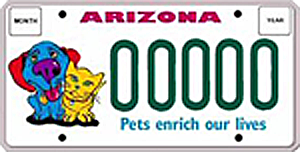 ARIZONA
MONTH
YEAR
00000
Pets enrich our lives